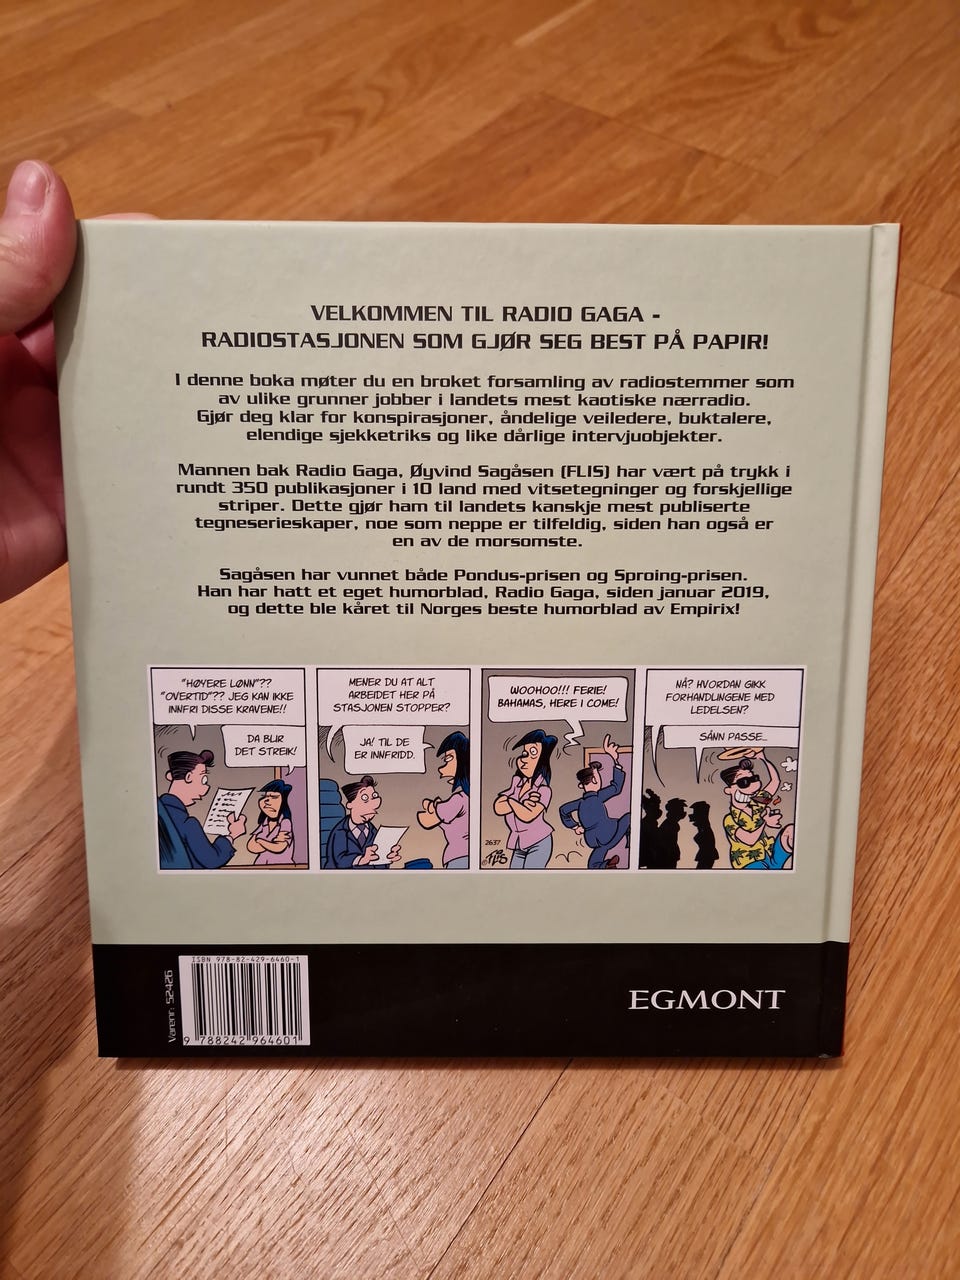 VELKOMMEN TIL RADIO GAGA -
RADIOSTASJONEN SOM GJØR SEG BEST PÅ PAPIR!
I denne boka møter du en broket forsamling av radiostemmer som
av ulike grunner jobber i landets mest kaotiske nærradio.
Gjør deg klar for konspirasjoner, åndelige veiledere, buktalere,
elendige sjekketriks og like dårlige intervjuobjekter.
Mannen bak Radio Gaga, Øyvind Sagåsen (FLIS) har vært på trykk i
rundt 350 publikasjoner i 10 land med vitsetegninger og forskjellige
striper. Dette gjør ham til landets kanskje mest publiserte
tegneserieskaper, noe som neppe er tilfeldig, siden han også er
en av de morsomste.
Sagåsen har vunnet både Pondus-prisen og Sproing-prisen.
Han har hatt et eget humorblad, Radio Gaga, siden januar 2019,
og dette ble kåret til Norges beste humorblad av Empirix!
"HØYERE LØNN"??
"OVERTID"?? JEG KAN IKKE
INNFRI DISSE KRAVENE!!
DA BLIR
DET STREIK!
MENER DU AT ALT
ARBEIDET HER PÅ
STASJONEN STOPPER?
JA! TIL DE
ER INNFRIDD.
WOOHOO!!! FERIE!
BAHAMAS, HERE I COME!
2637
©FLIS
NÅ? HVORDAN GIKK
FORHANDLINGENE MED
LEDELSEN?
SÅNN PASSE...
Varenr: 52426
ISBN 978-82-429-6460-1
9 788242 964601
EGMONT